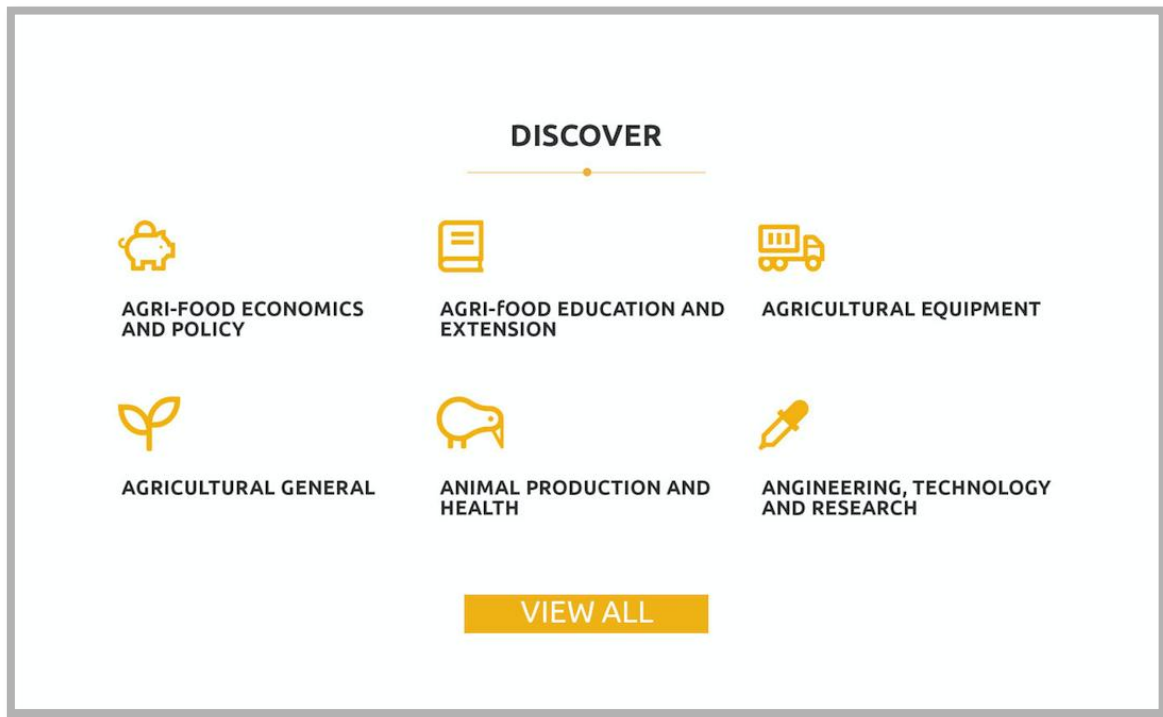 DISCOVER
AGRI-FOOD ECONOMICS
AND POLICY
AGRI-fOOD EDUCATION AND
EXTENSION
AGRICULTURAL EQUIPMENT
AGRICULTURAL GENERAL
ANIMAL PRODUCTION AND
HEALTH
ANGINEERING, TECHNOLOGY
AND RESEARCH
VIEW ALL